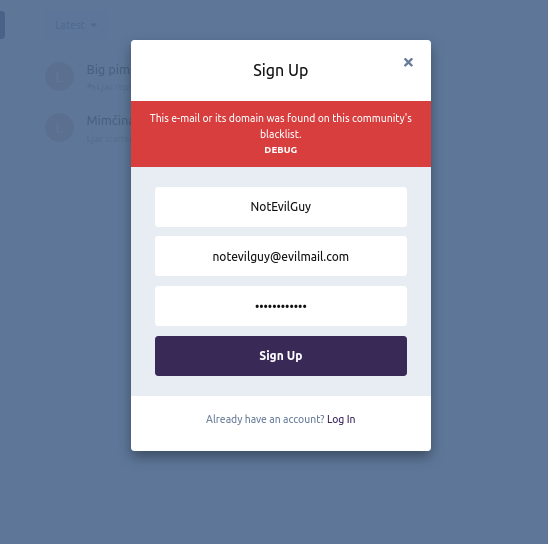 Latest
Sign Up
Big pim
This e-mail or its domain was found on this community's
blacklist.
DEBUG
Mimčina
NotEvilGuy
notevilguy@evilmail.com
••••••••••••
Sign Up
Already have an account? Log In